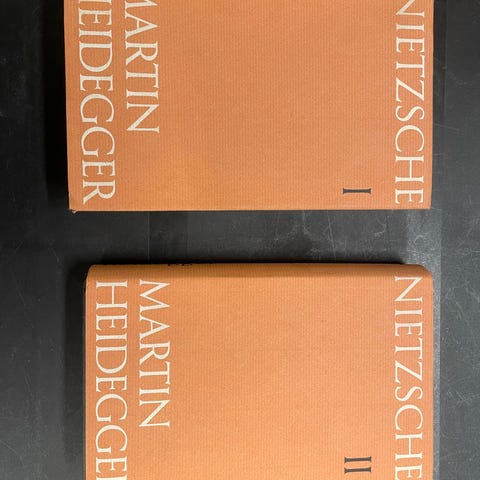 MARTIN
HEIDEGGER
NIETZSCHE
I
MARTIN
HEIDEGGER
NIETZSCHE
II